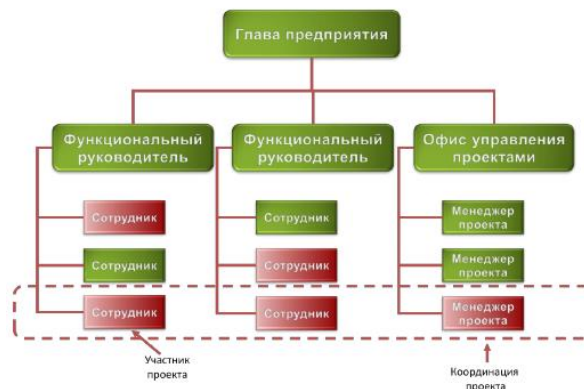 Глава предприятия
Функциональный
руководитель
Функциональный
руководитель
Офис управления
проектами
Сотрудник
Сотрудник
Менеджер
проекта
Сотрудник
Сотрудник
Менеджер
проекта
Сотрудник
Сотрудник
Менеджер
проекта
Участник
проекта
Координация
проекта